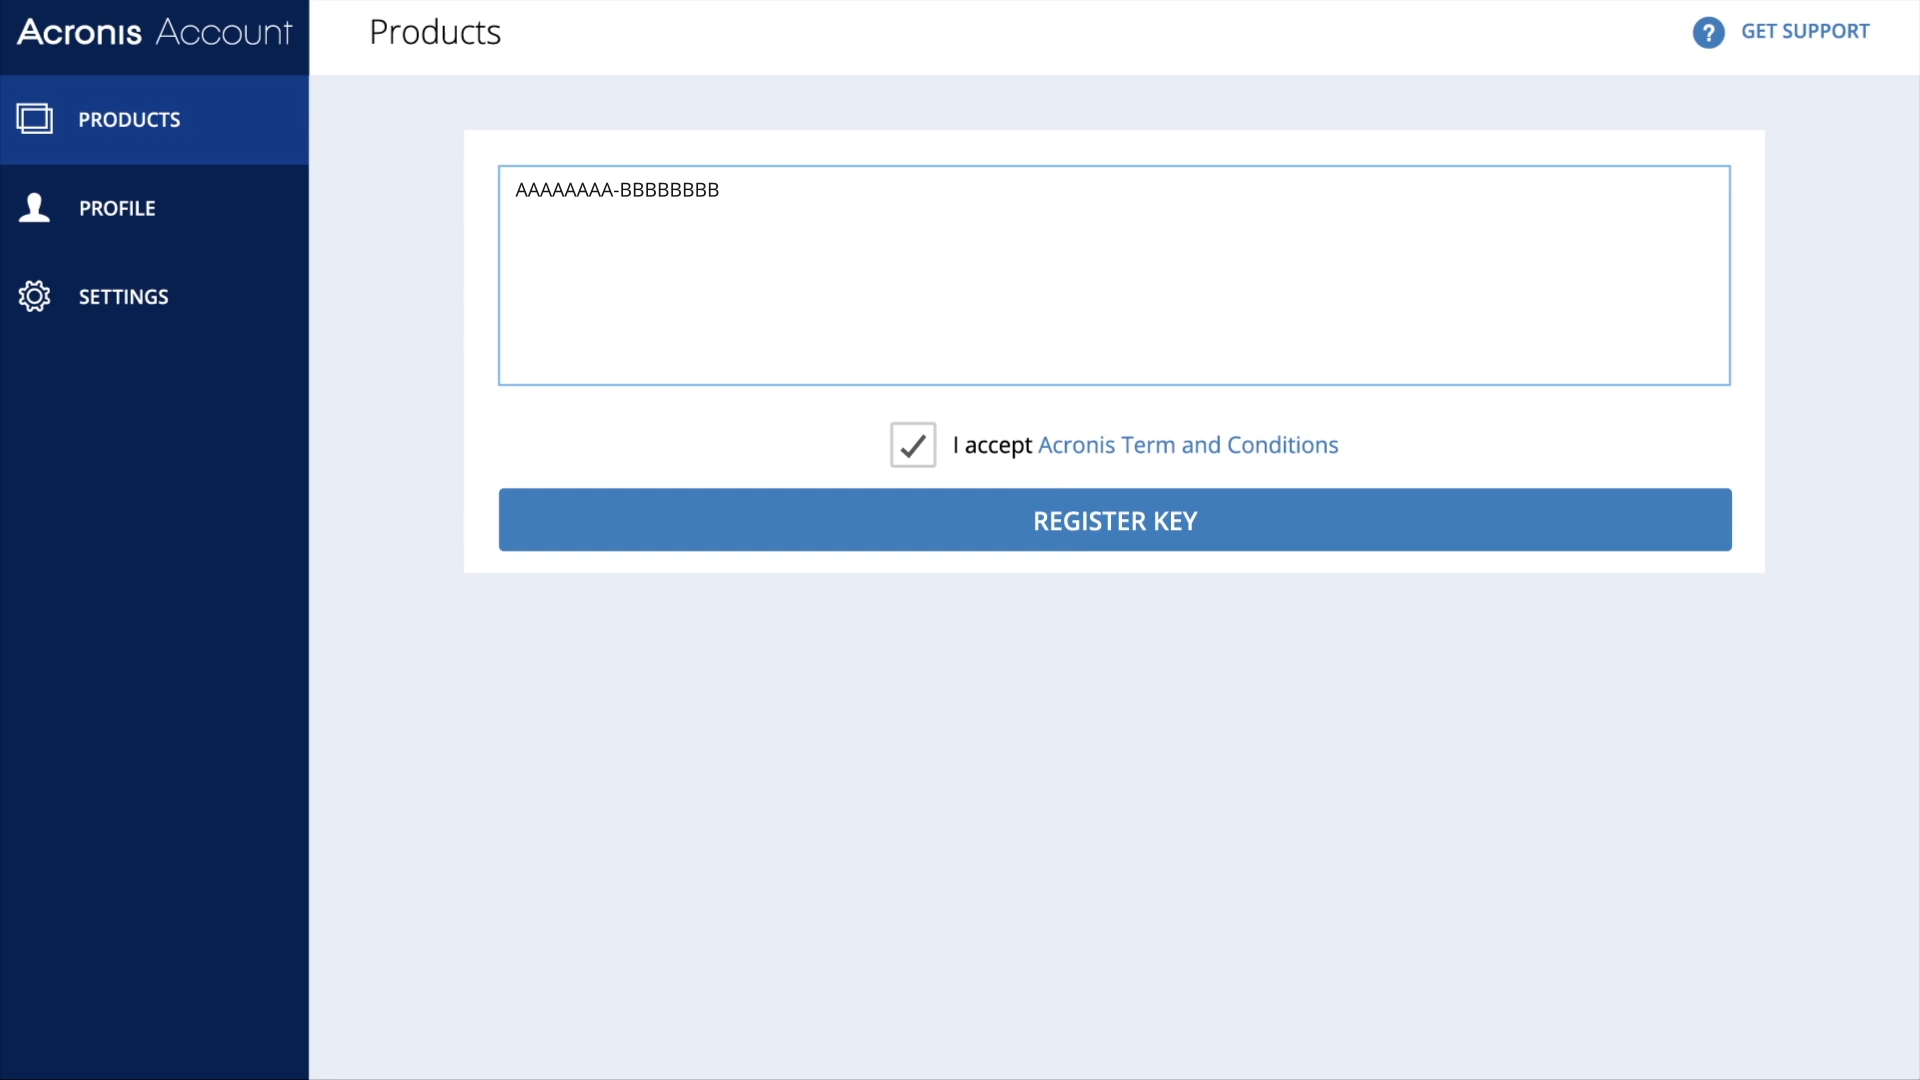 Acronis Account
Products
? GET SUPPORT
PRODUCTS
PROFILE
SETTINGS
AAAAAAAA-BBBBBBBB
I accept Acronis Term and Conditions
REGISTER KEY